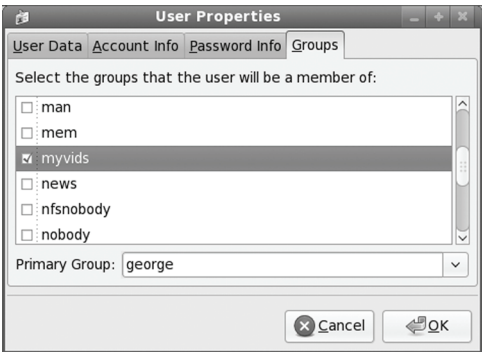 User Properties
User Data Account Info Password Info Groups
Select the groups that the user will be a member of:
man
mem
myvids
news
nfsnobody
nobody
Primary Group: george
Cancel OK